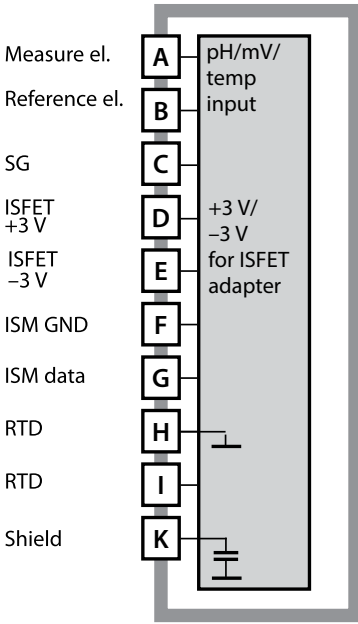 Measure el.
A
pH/mV/
temp
input
Reference el.
B
SG
C
ISFET
+3 V
D
+3 V/
–3 V
for ISFET
adapter
ISFET
–3 V
E
ISM GND
F
ISM data
G
RTD
H
RTD
I
Shield
K